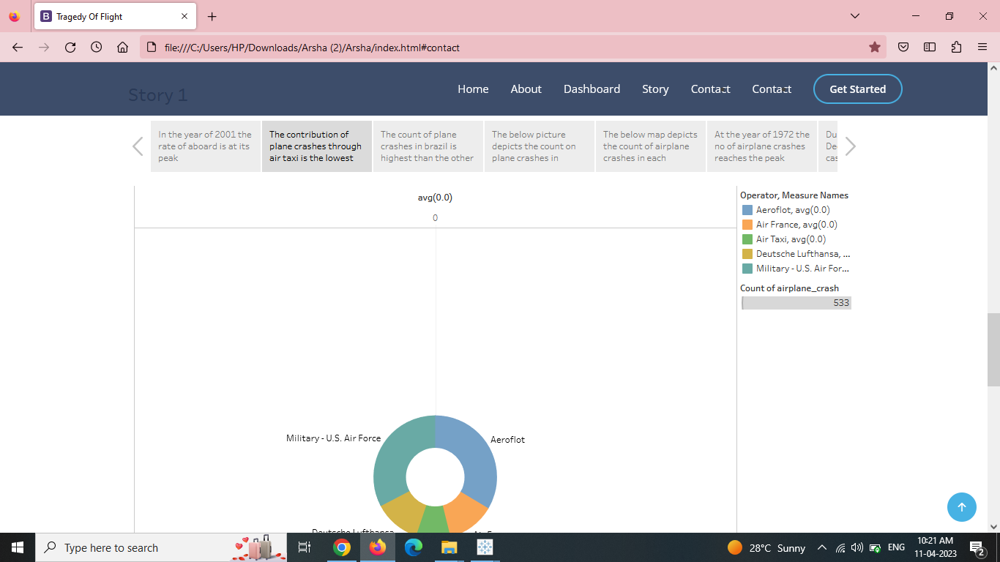 Tragedy Of Flight
file:///C:/Users/HP/Downloads/Arsha (2)/Arsha/index.html#contact
Story 1
Home
About
Dashboard
Story
Contact
Contact
Get Started
In the year of 2001 the
rate of aboard is at its
peak
The contribution of
plane crashes through
air taxi is the lowest
The count of plane
crashes in brazil is
highest than the other
The below picture
depicts the count on
plane crashes in
The below map depicts
the count of airplane
crashes in each
At the year of 1972 the
no of airplane crashes
reaches the peak
Du
De
cas
avg(0.0)
0
Operator, Measure Names
Aeroflot, avg(0.0)
Air France, avg(0.0)
Air Taxi, avg(0.0)
Deutsche Lufthansa, ...
Military - U.S. Air For...
Count of airplane_crash
533
Military - U.S. Air Force
Aeroflot
Deutsche Lufthansa
Type here to search
28°C Sunny
ENG
10:21 AM
11-04-2023
2